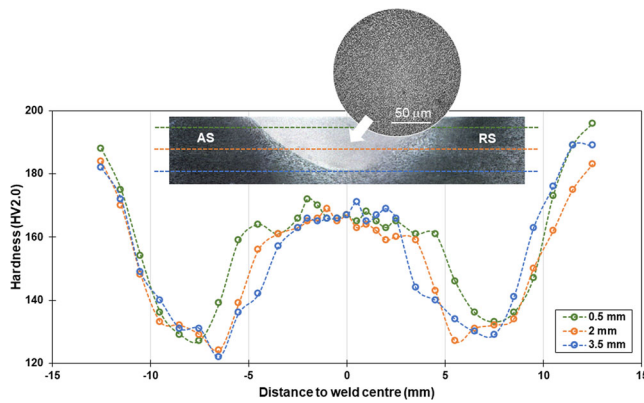 50 μm
200
AS
RS
180
160
140
120
Hardness (HV2.0)
0.5 mm
2 mm
3.5 mm
-15
-10
-5
0
5
10
15
Distance to weld centre (mm)